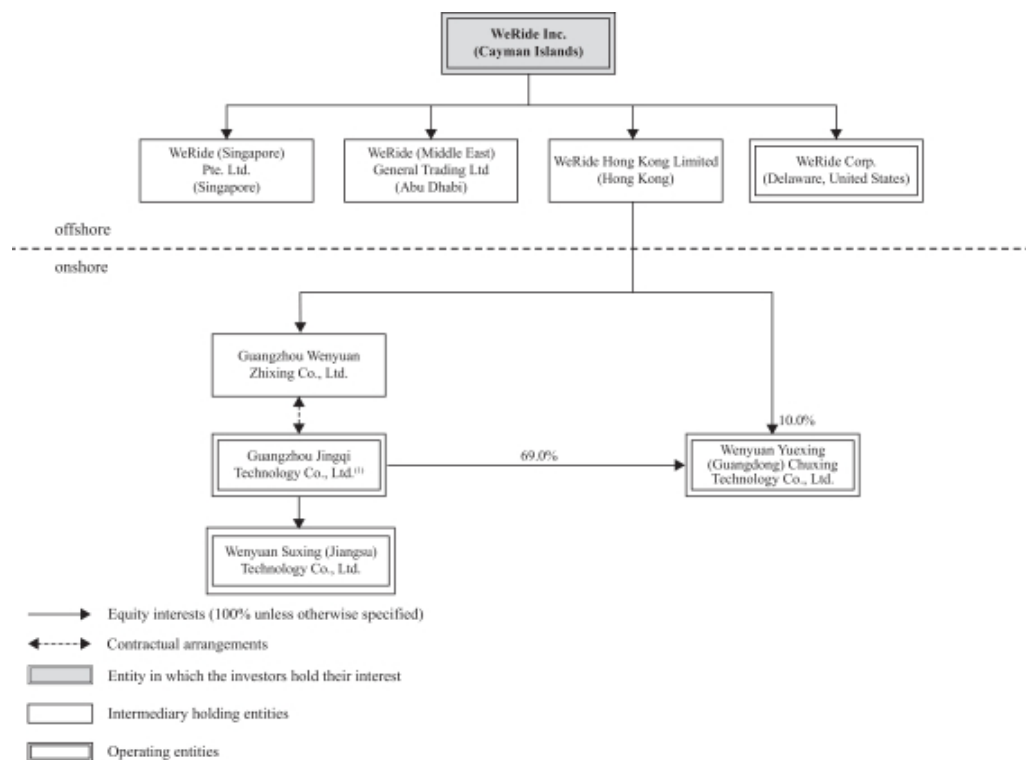 WeRide Inc.
(Cayman Islands)
WeRide (Singapore)
Pte. Ltd.
(Singapore)
WeRide (Middle East)
General Trading Ltd
(Abu Dhabi)
WeRide Hong Kong Limited
(Hong Kong)
WeRide Corp.
(Delaware, United States)
offshore
onshore
Guangzhou Wenyuan
Zhixing Co., Ltd.
10.0%
Guangzhou Jingqi
Technology Co., Ltd.(1)
69.0%
Wenyuan Yuexing
(Guangdong) Chuxing
Technology Co., Ltd.
Wenyuan Suxing (Jiangsu)
Technology Co., Ltd.
Equity interests (100% unless otherwise specified)
Contractual arrangements
Entity in which the investors hold their interest
Intermediary holding entities
Operating entities